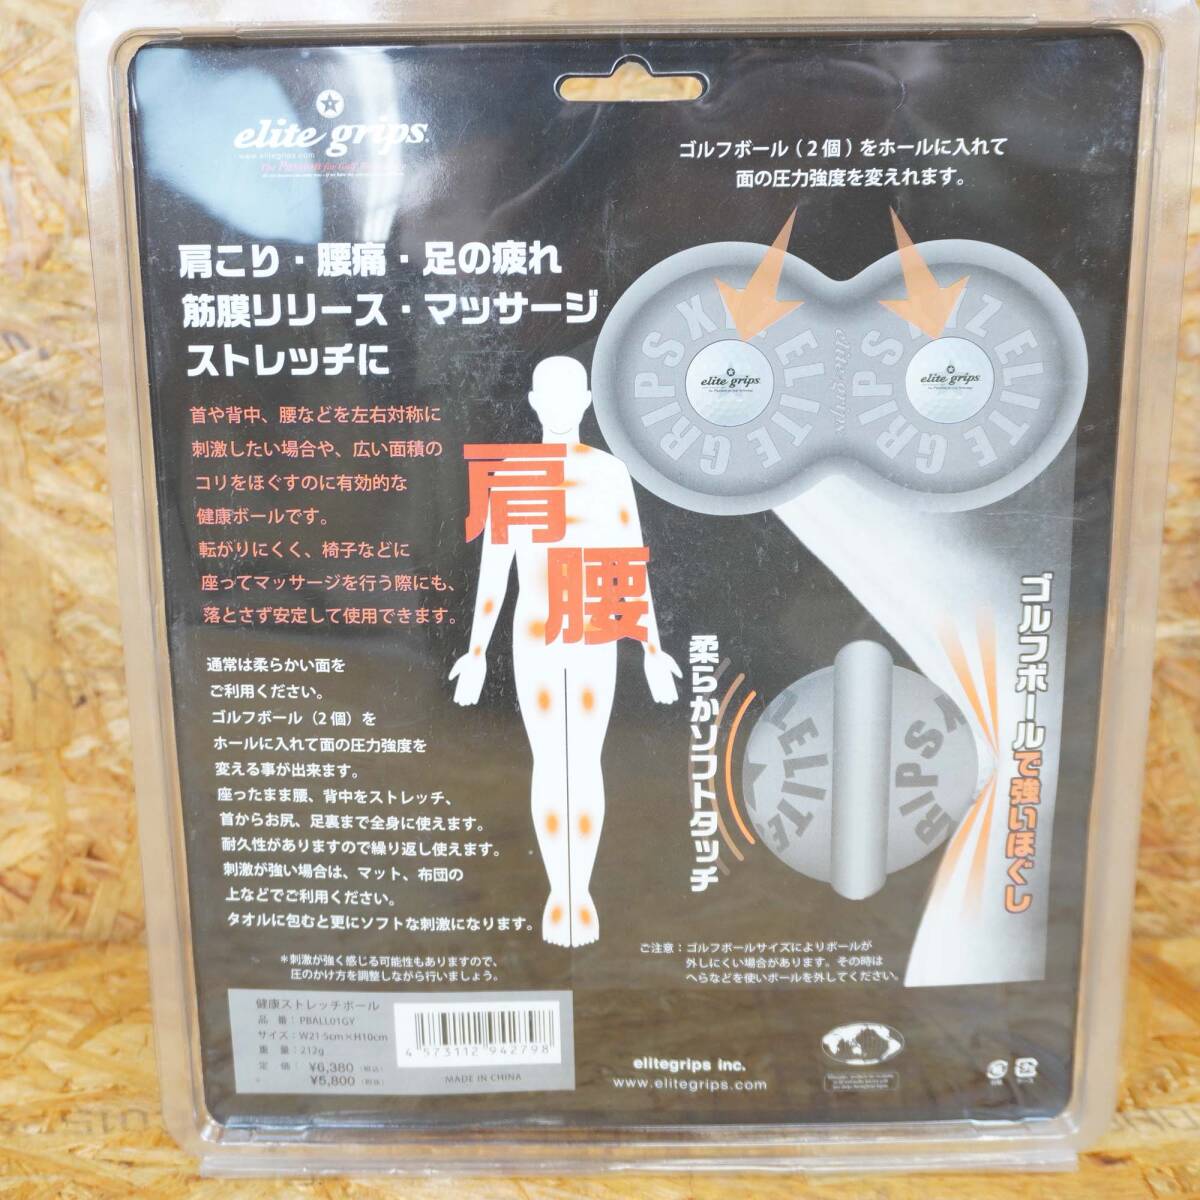 elite grips.
www.elitegrips.com
ゴルフボール（2個）をホールに入れて
面の圧力強度を変えれます。
肩こり・腰痛・足の疲れ
筋膜リリース・マッサージ
ストレッチに
首や背中、腰などを左右対称に
刺激したい場合や、広い面積の
コリをほぐすのに有効的な
健康ボールです。
転がりにくく、椅子などに
座ってマッサージを行う際にも、
落とさず安定して使用できます。
肩
腰
通常は柔らかい面を
ご利用ください。
ゴルフボール（2個）を
ホールに入れて面の圧力強度を
変える事が出来ます。
座ったまま腰、背中をストレッチ、
首からお尻、足裏まで全身に使えます。
耐久性がありますので繰り返し使えます。
刺激が強い場合は、マット、布団の
上などでご利用ください。
タオルに包むと更にソフトな刺激になります。
＊刺激が強く感じる可能性もありますので、
圧のかけ方を調整しながら行いましょう。
ELITE GRIPS
elite grips.
elite grips
ELITE GRIPS
elite grips.
柔らかソフトタッチ
ELITE
GRIPS
ゴルフボールで強いほぐし
ご注意：ゴルフボールサイズによりボールが
外しにくい場合があります。その時は
へらなどを使いボールを外してください。
健康ストレッチボール
品番：PBALL01GY
サイズ：W21.5cm×H10cm
重量：212g
定価：¥6,380（税込）
¥5,800（税抜）
4 573112 942798
MADE IN CHINA
elitegrips inc.
www.elitegrips.com